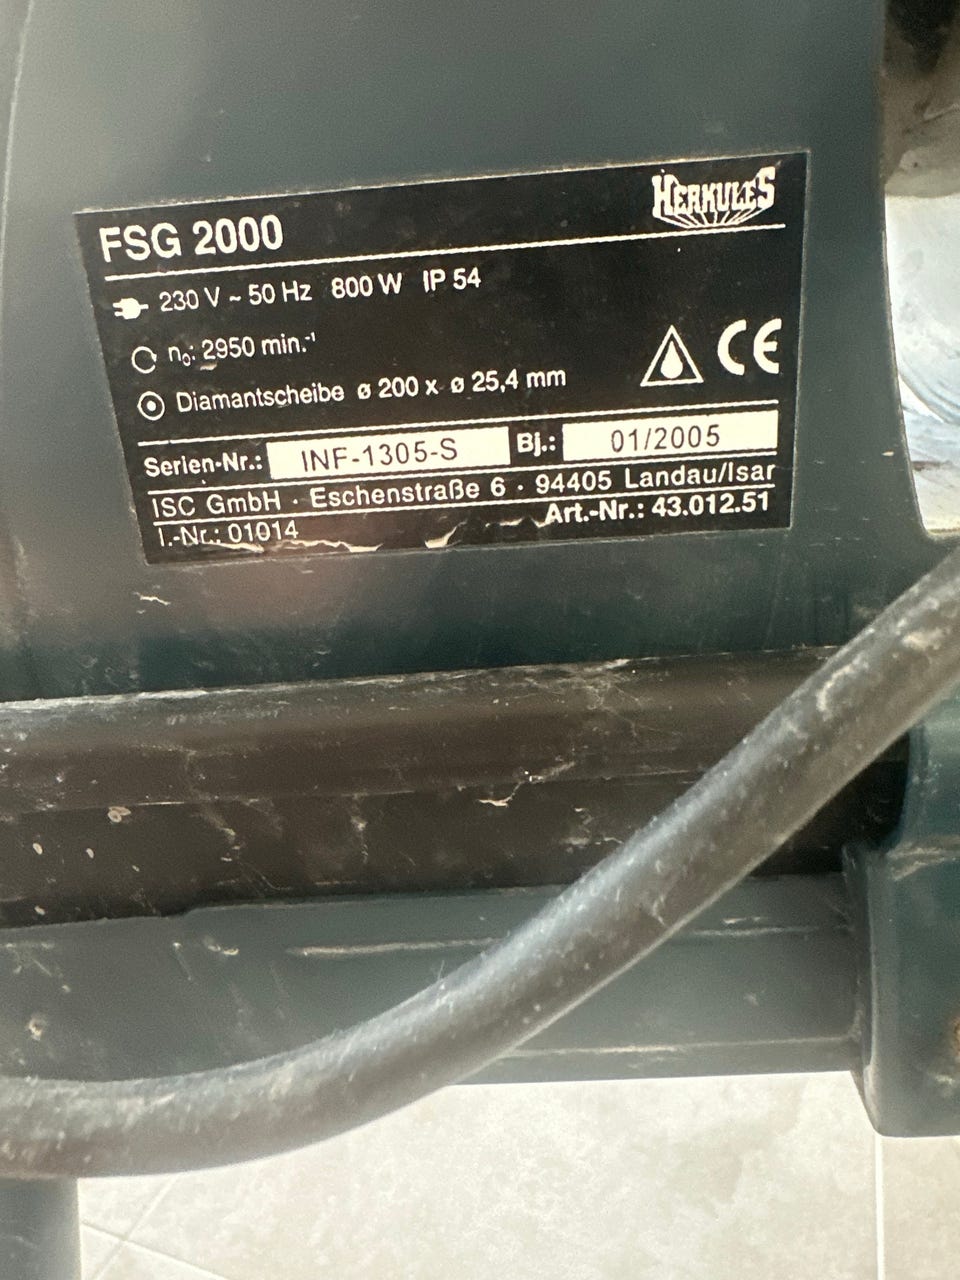 HERKULES
FSG 2000
230 V ~ 50 Hz 800 W IP 54
n₀: 2950 min.⁻¹
Diamantscheibe ø 200 x ø 25,4 mm
CE
Serien-Nr.: INF-1305-S Bj.: 01/2005
ISC GmbH · Eschenstraße 6 · 94405 Landau/Isar
I.-Nr.: 01014 Art.-Nr.: 43.012.51